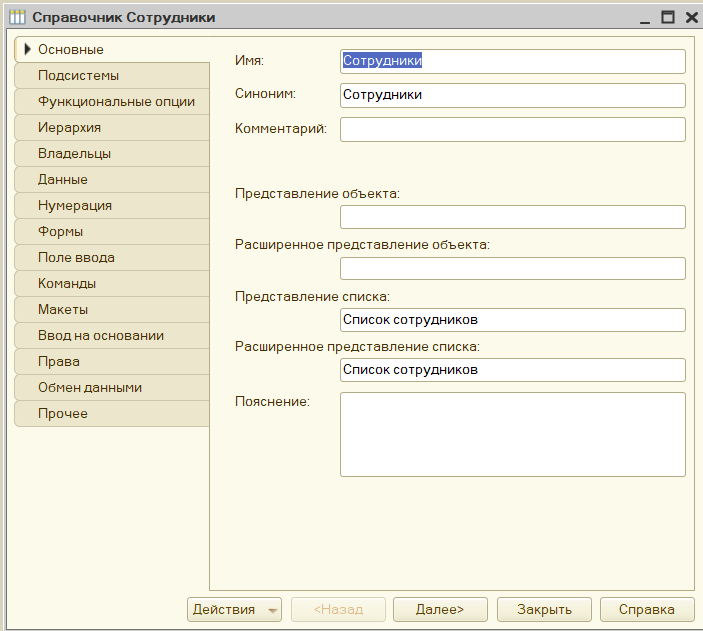 Справочник Сотрудники
Основные
Подсистемы
Функциональные опции
Иерархия
Владельцы
Данные
Нумерация
Формы
Поле ввода
Команды
Макеты
Ввод на основании
Права
Обмен данными
Прочее
Имя: Сотрудники
Синоним: Сотрудники
Комментарий:
Представление объекта:
Расширенное представление объекта:
Представление списка:
Список сотрудников
Расширенное представление списка:
Список сотрудников
Пояснение:
Действия <Назад Далее> Закрыть Справка